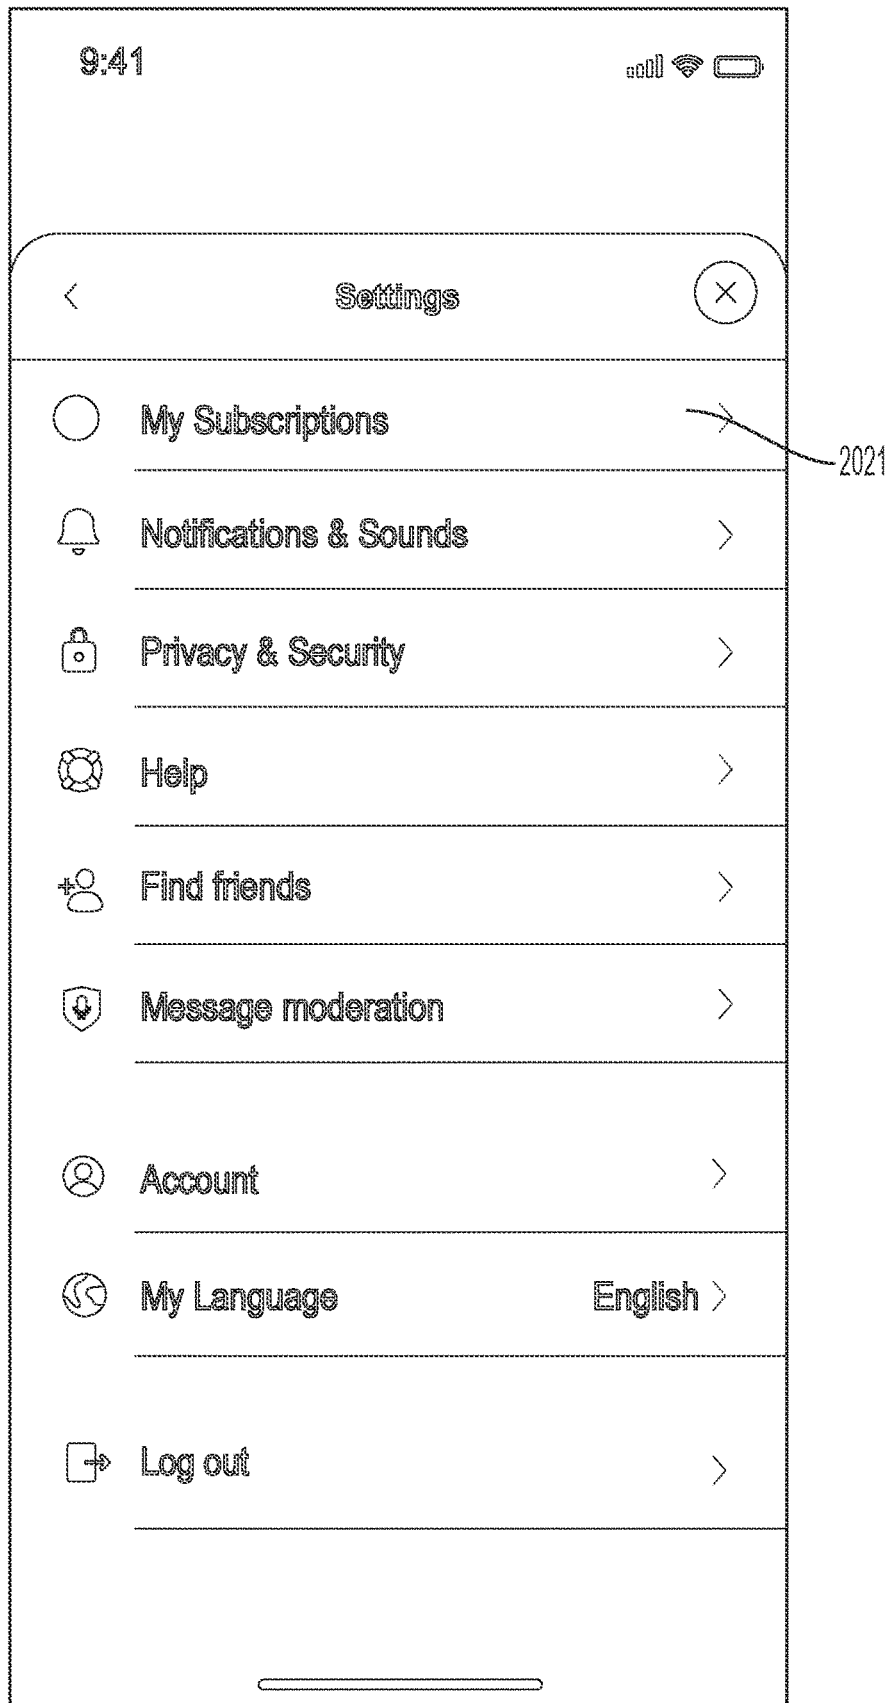 9:41
Settings
My Subscriptions
2021
Notifications & Sounds
Privacy & Security
Help
Find friends
Message moderation
Account
My Language English
Log out